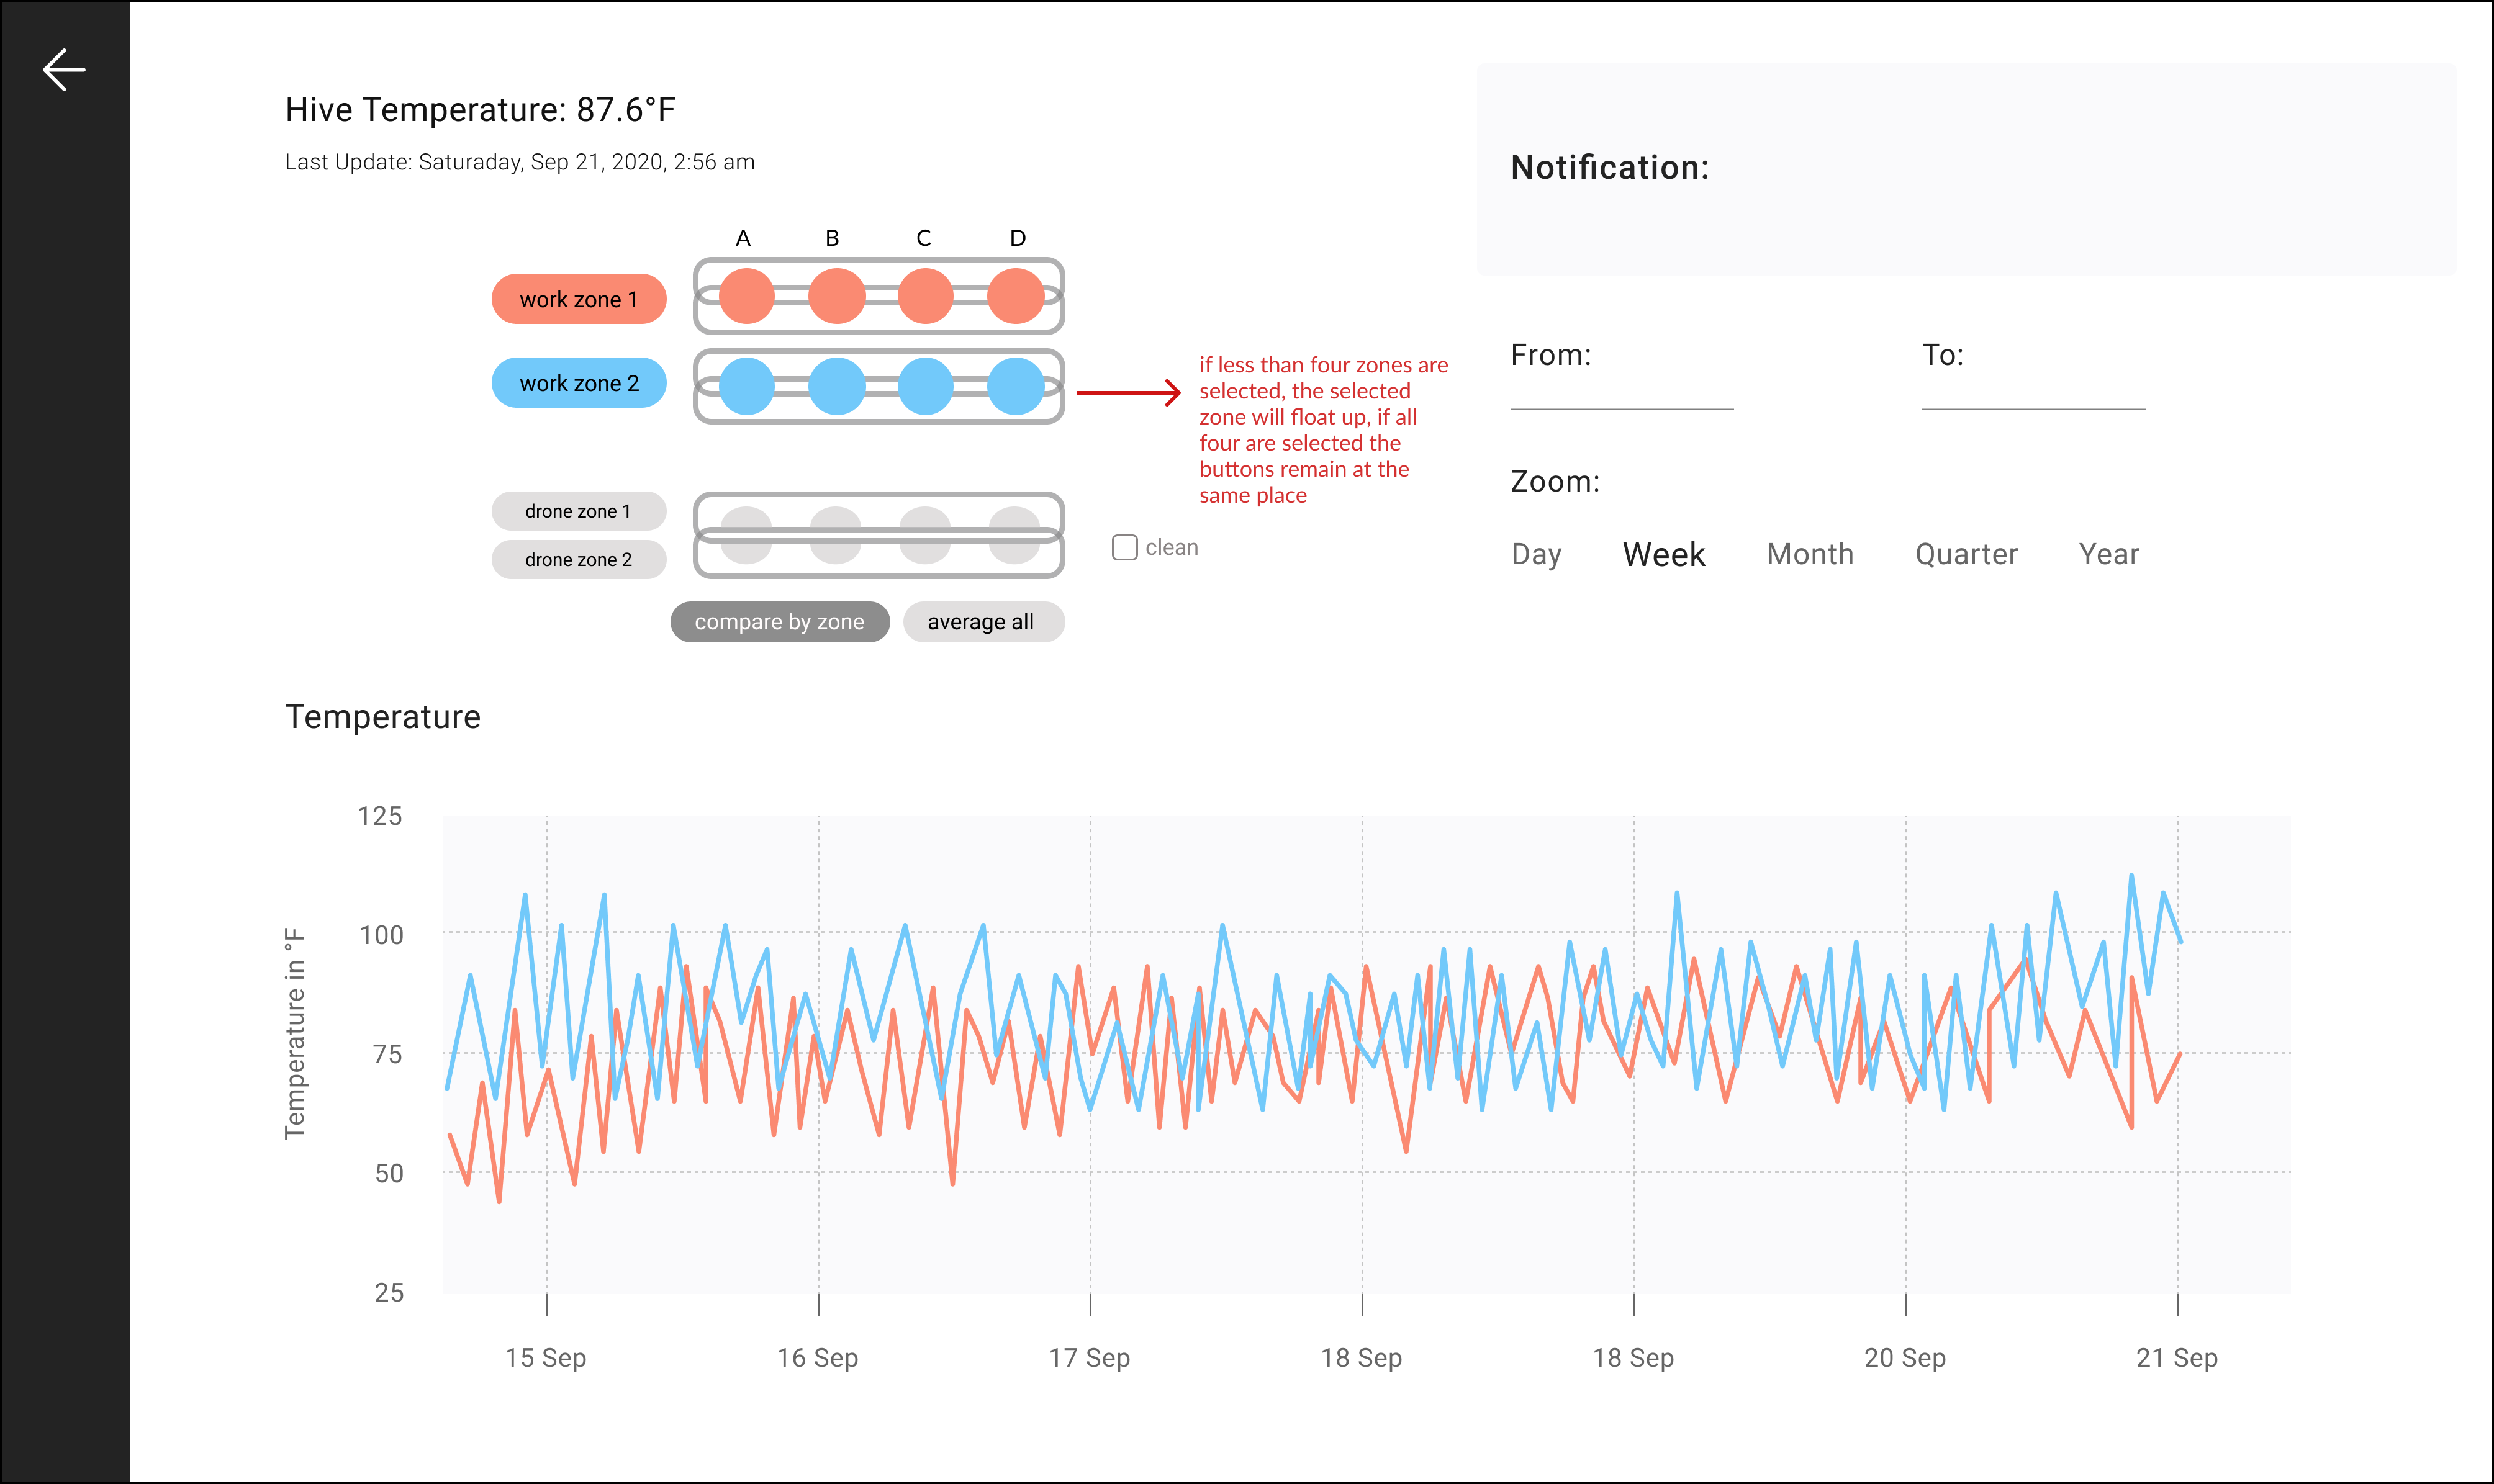 Hive Temperature: 87.6°F
Last Update: Saturaday, Sep 21, 2020, 2:56 am
Notification:
A B C D
work zone 1
work zone 2
if less than four zones are
selected, the selected
zone will float up, if all
four are selected the
buttons remain at the
same place
From: To:
Zoom:
Day Week Month Quarter Year
drone zone 1
drone zone 2
clean
compare by zone average all
Temperature
Temperature in °F
125
100
75
50
25
15 Sep 16 Sep 17 Sep 18 Sep 18 Sep 20 Sep 21 Sep